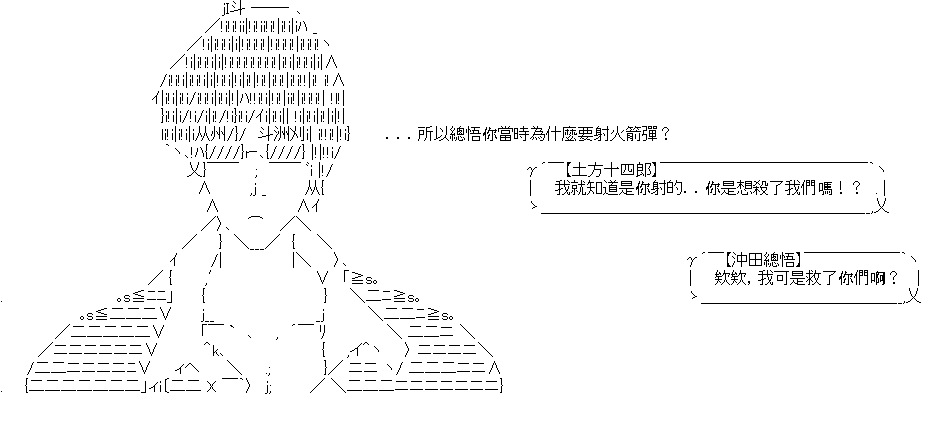 ...所以總悟你當時為什麼要射火箭彈？
【土方十四郎】
我就知道是你射的．．你是想殺了我們嗎！？
【沖田總悟】
欸欸，我可是救了你們啊？